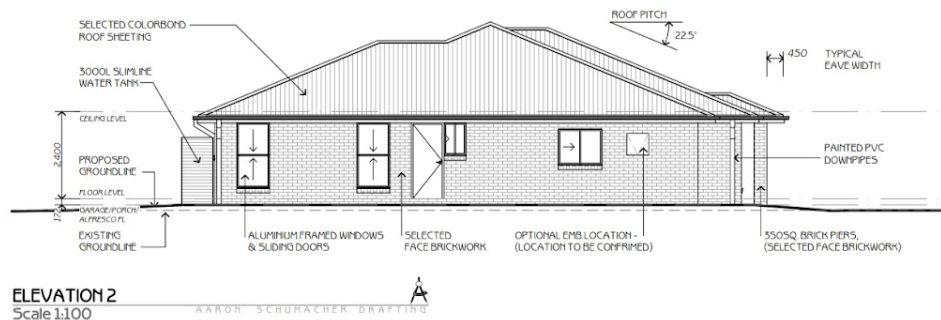 SELECTED COLORBOND
ROOF SHEETING
ROOF PITCH
22.5°
450
TYPICAL
EAVE WIDTH
3000L SLIMLINE
WATER TANK
CEILING LEVEL
2,400
PROPOSED
GROUNDLINE
FLOOR LEVEL
GARAGE/PORCH/
ALFRESCO FL
EXISTING
GROUNDLINE
ALUMINIUM FRAMED WINDOWS
& SLIDING DOORS
SELECTED
FACE BRICKWORK
OPTIONAL EMB LOCATION -
(LOCATION TO BE CONFRIMED)
PAINTED PVC
DOWNPIPES
350SQ. BRICK PIERS,
(SELECTED FACE BRICKWORK)
ELEVATION 2
Scale 1:100
AARON SCHUMACHER DRAFTING